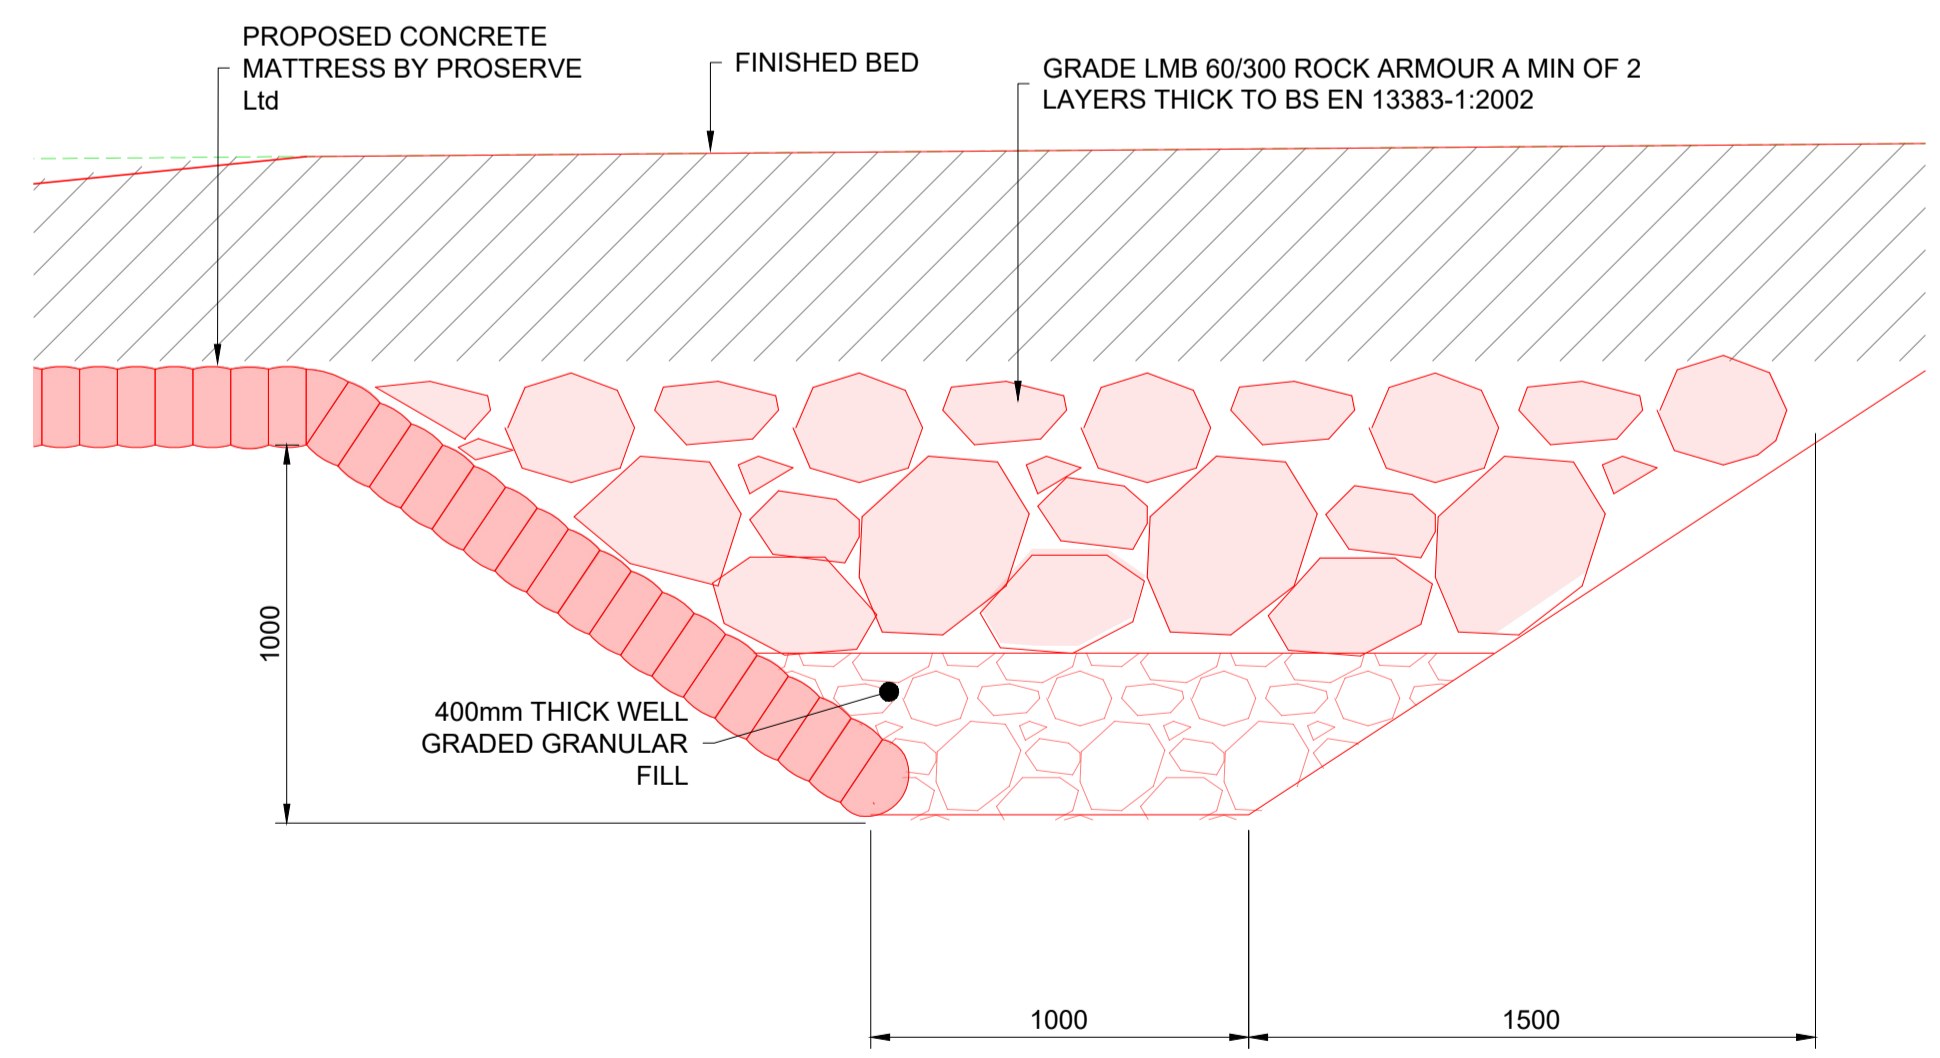 PROPOSED CONCRETE
MATTRESS BY PROSERVE
Ltd
FINISHED BED
GRADE LMB 60/300 ROCK ARMOUR A MIN OF 2
LAYERS THICK TO BS EN 13383-1:2002
1000
400mm THICK WELL
GRADED GRANULAR
FILL
1000
1500